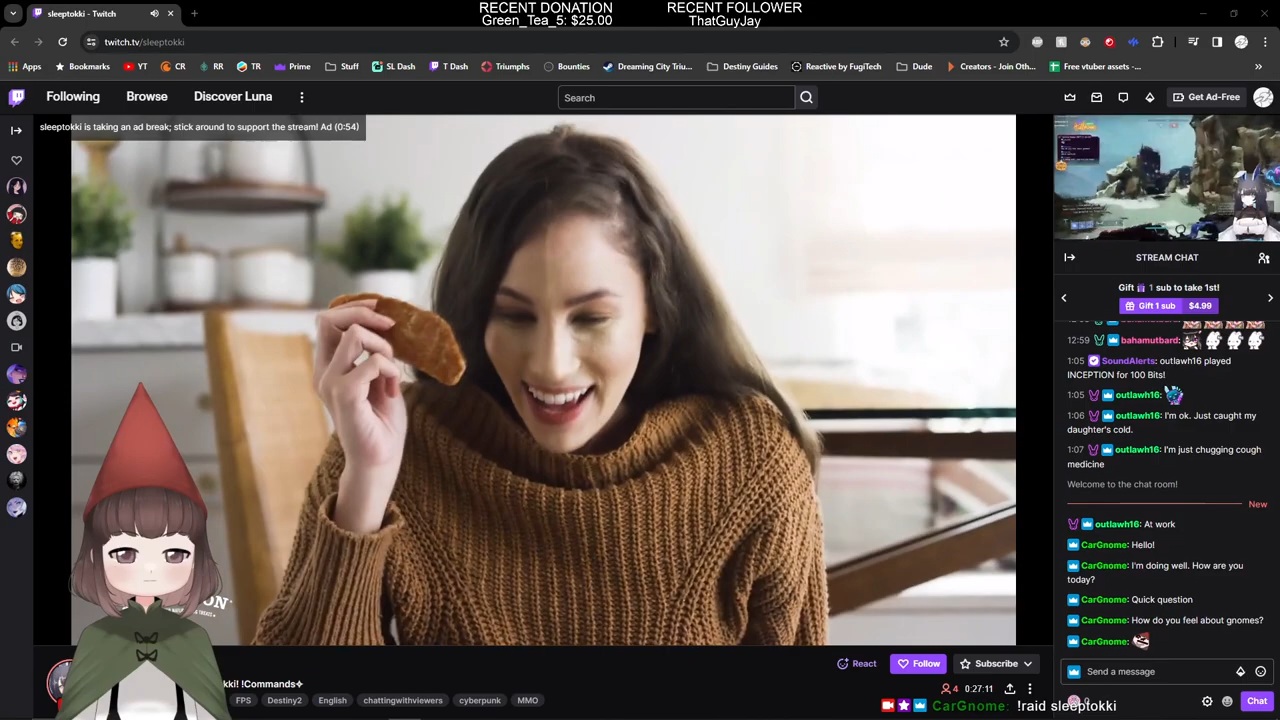 RECENT DONATION
Green_Tea_5: $25.00
RECENT FOLLOWER
ThatGuyJay
sleeptokki - Twitch
twitch.tv/sleeptokki
Apps
Bookmarks
YT
CR
RR
TR
Prime
Stuff
SL Dash
T Dash
Triumphs
Bounties
Dreaming City Triu...
Destiny Guides
Reactive by FugiTech
Dude
Creators - Join Oth...
Free vtuber assets -...
Following
Browse
Discover Luna
Search
Get Ad-Free
sleeptokki is taking an ad break; stick around to support the stream! Ad (0:54)
STREAM CHAT
Gift 1 sub to take 1st!
Gift 1 sub $4.99
12:59 bahamutbard:
1:05 SoundAlerts: outlawh16 played
INCEPTION for 100 Bits!
1:05 outlawh16:
1:06 outlawh16: I'm ok. Just caught my
daughter's cold.
1:07 outlawh16: I'm just chugging cough
medicine
Welcome to the chat room!
New
outlawh16: At work
CarGnome: Hello!
CarGnome: I'm doing well. How are you
today?
CarGnome: Quick question
CarGnome: How do you feel about gnomes?
CarGnome:
Send a message
Chat
React
Follow
Subscribe
kki! !Commands
FPS
Destiny2
English
chattingwithviewers
cyberpunk
MMO
4
CarGnome: !raid sleeptokki